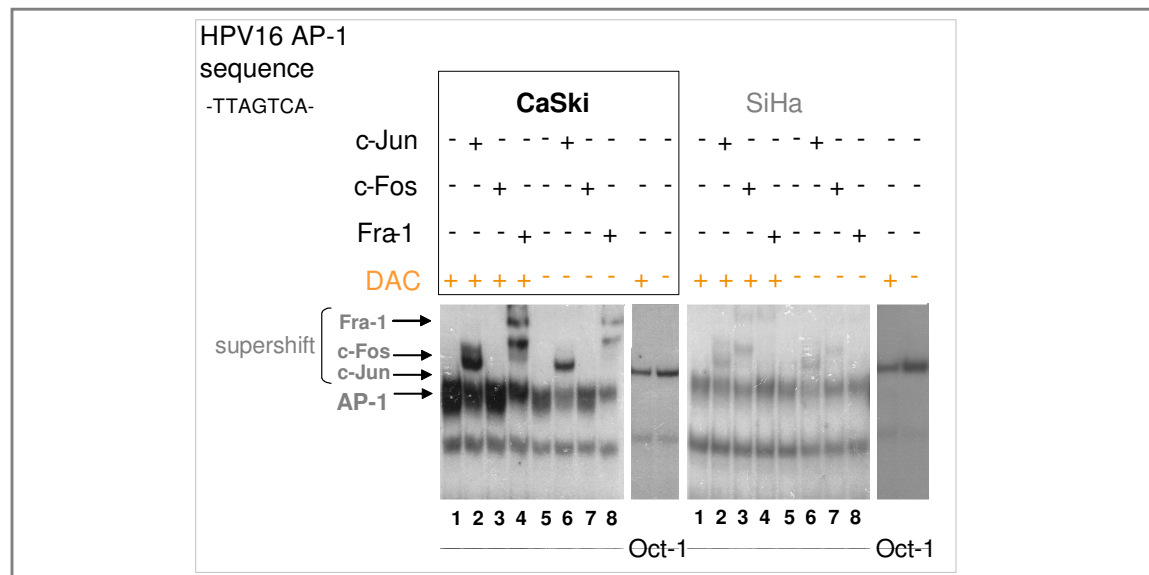 HPV16 AP-1
sequence
-TTAGTCA-
CaSki SiHa
c-Jun - + - - - + - - - - - + - - - + - - - -
c-Fos - - + - - - + - - - - - + - - - + - - -
Fra-1 - - - + - - - + - - - - - + - - - + - -
DAC + + + + - - - - + - + + + + - - - - + -
supershift
Fra-1
c-Fos
c-Jun
AP-1
1 2 3 4 5 6 7 8 1 2 3 4 5 6 7 8
Oct-1 Oct-1